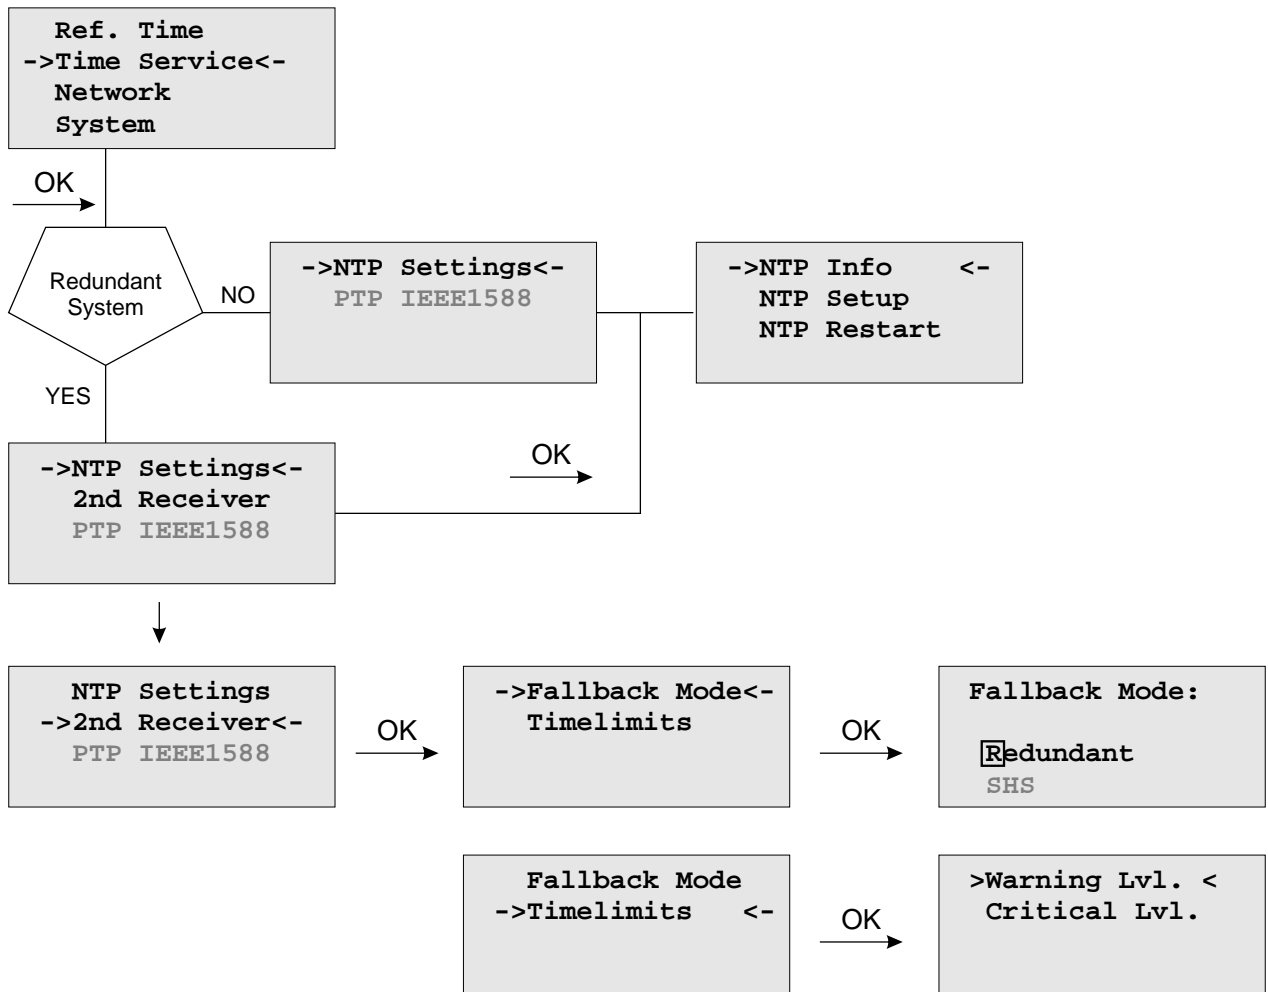 Ref. Time
->Time Service<-
Network
System
OK
Redundant
System
NO
YES
->NTP Settings<-
PTP IEEE1588
->NTP Info <-
NTP Setup
NTP Restart
->NTP Settings<-
2nd Receiver
PTP IEEE1588
OK
NTP Settings
->2nd Receiver<-
PTP IEEE1588
OK
->Fallback Mode<-
Timelimits
OK
Fallback Mode:
Redundant
SHS
Fallback Mode
->Timelimits <-
OK
>Warning Lvl. <
Critical Lvl.